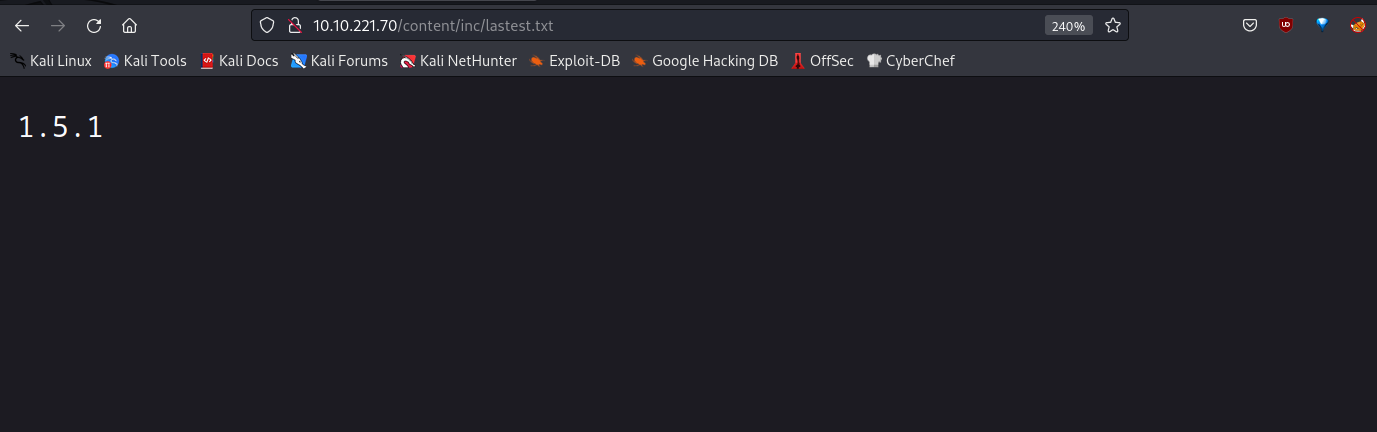 10.10.221.70/content/inc/lastest.txt 240%
Kali Linux Kali Tools Kali Docs Kali Forums Kali NetHunter Exploit-DB Google Hacking DB OffSec CyberChef
1.5.1